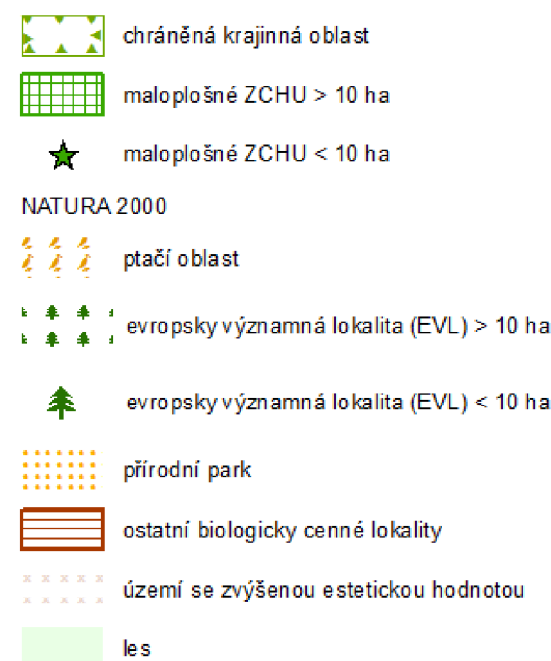 chráněná krajinná oblast
maloplošné ZCHU > 10 ha
maloplošné ZCHU < 10 ha
NATURA 2000
ptačí oblast
evropsky významná lokalita (EVL) > 10 ha
evropsky významná lokalita (EVL) < 10 ha
přírodní park
ostatní biologicky cenné lokality
území se zvýšenou estetickou hodnotou
les